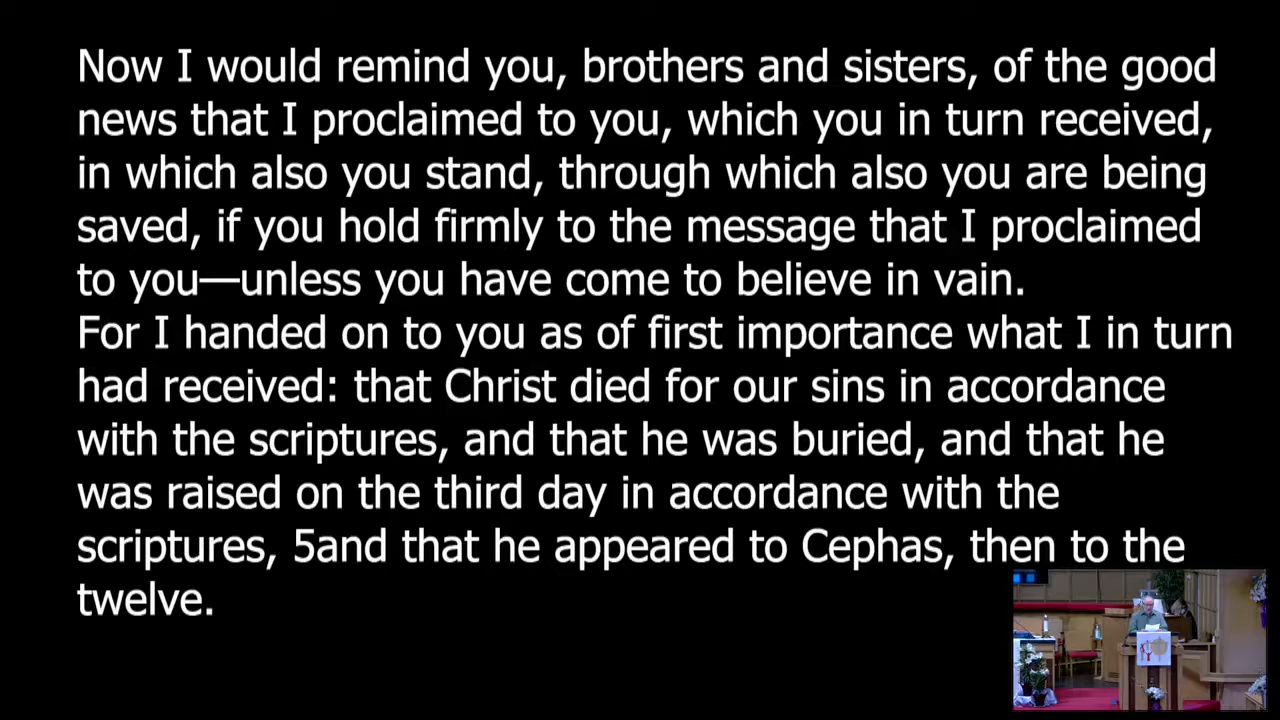 Now I would remind you, brothers and sisters, of the good
news that I proclaimed to you, which you in turn received,
in which also you stand, through which also you are being
saved, if you hold firmly to the message that I proclaimed
to you—unless you have come to believe in vain.
For I handed on to you as of first importance what I in turn
had received: that Christ died for our sins in accordance
with the scriptures, and that he was buried, and that he
was raised on the third day in accordance with the
scriptures, 5and that he appeared to Cephas, then to the
twelve.